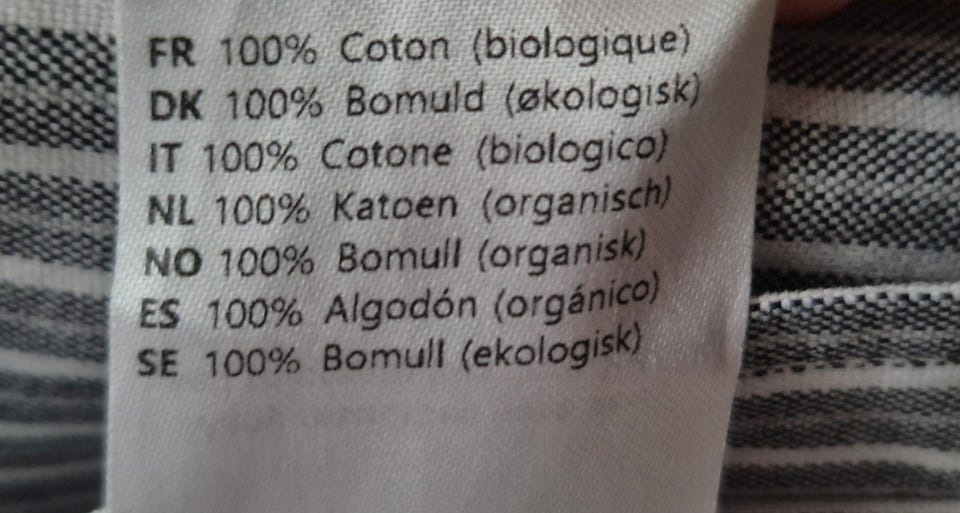 FR 100% Coton (biologique)
DK 100% Bomuld (økologisk)
IT 100% Cotone (biologico)
NL 100% Katoen (organisch)
NO 100% Bomull (organisk)
ES 100% Algodón (orgánico)
SE 100% Bomull (ekologisk)